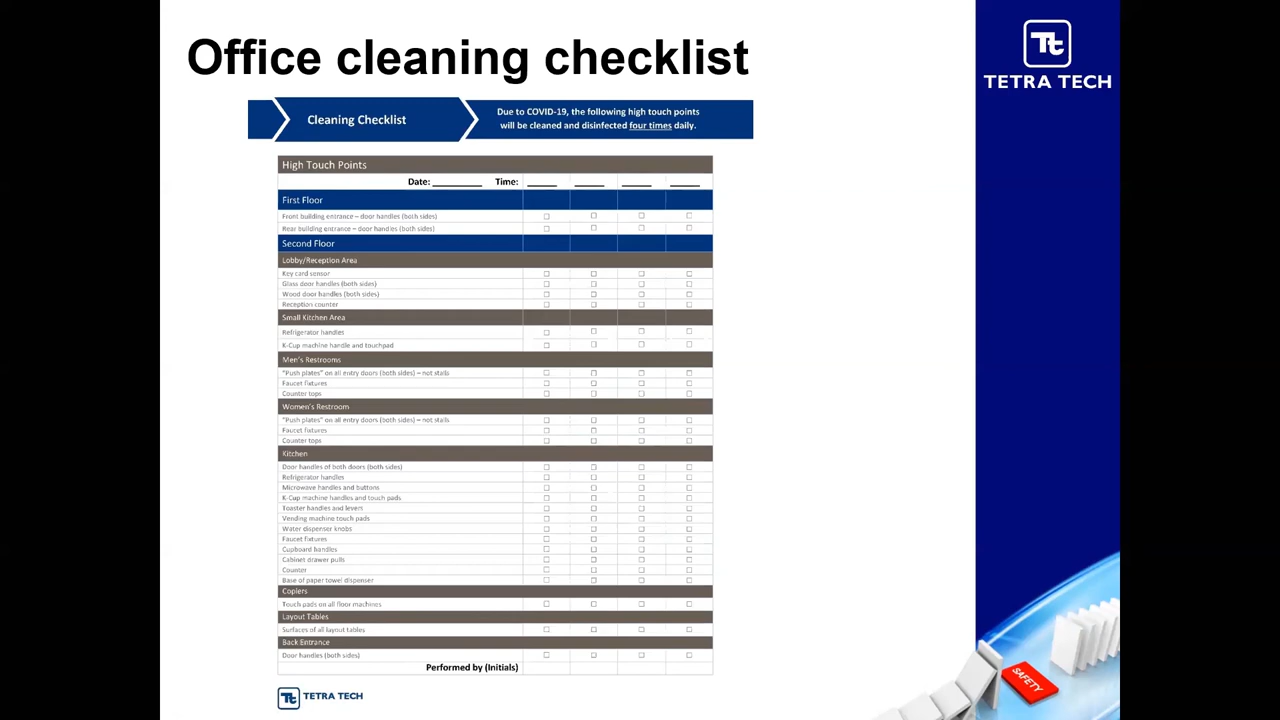 Office cleaning checklist
TETRA TECH
Cleaning Checklist
Due to COVID-19, the following high touch points
will be cleaned and disinfected four times daily.
High Touch Points
Date: ________ Time: _____ _____ _____ _____
First Floor
Front building entrance – door handles (both sides)
Rear building entrance – door handles (both sides)
Second Floor
Lobby/Reception Area
Key card sensor
Glass door handles (both sides)
Wood door handles (both sides)
Reception counter
Small Kitchen Area
Refrigerator handles
K-Cup machine handle and touchpad
Men's Restrooms
"Push plates" on all entry doors (both sides) – not stalls
Faucet fixtures
Counter tops
Women's Restroom
"Push plates" on all entry doors (both sides) – not stalls
Faucet fixtures
Counter tops
Kitchen
Door handles of both doors (both sides)
Refrigerator handles
Microwave handles and buttons
K-Cup machine handles and touch pads
Toaster handles and levers
Vending machine touch pads
Water dispenser knobs
Faucet fixtures
Cupboard handles
Cabinet drawer pulls
Counter
Base of paper towel dispenser
Copiers
Touch pads on all floor machines
Layout Tables
Surfaces of all layout tables
Back Entrance
Door handles (both sides)
Performed by (Initials)
TETRA TECH
SAFETY